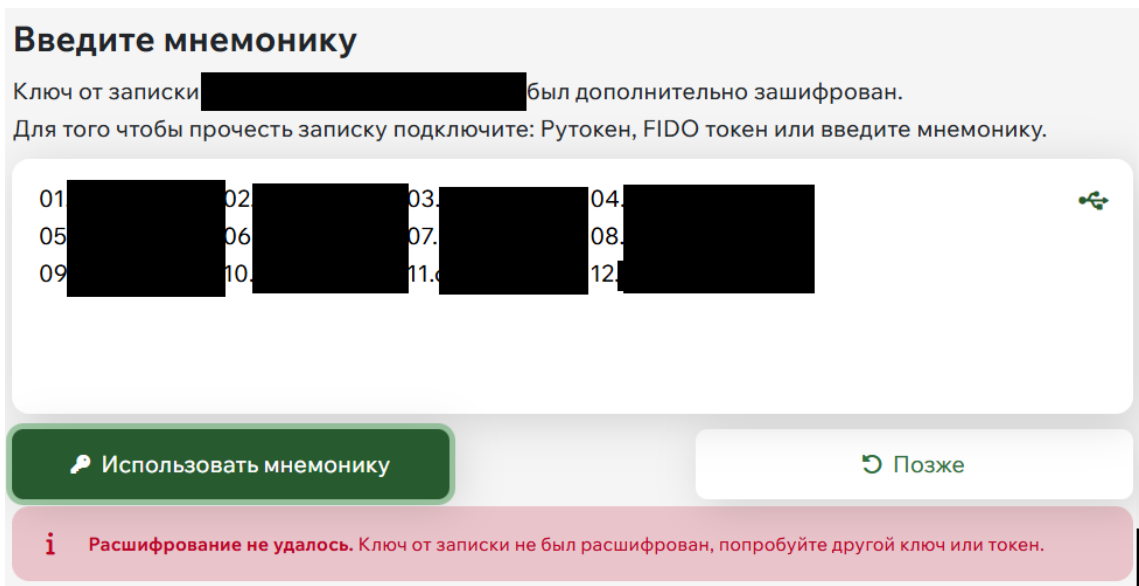 Введите мнемонику
Ключ от записки был дополнительно зашифрован.
Для того чтобы прочесть записку подключите: Рутокен, FIDO токен или введите мнемонику.
01. 02. 03. 04.
05 06 07. 08.
09 10. 11. 12.
Использовать мнемонику
Позже
Расшифрование не удалось. Ключ от записки не был расшифрован, попробуйте другой ключ или токен.